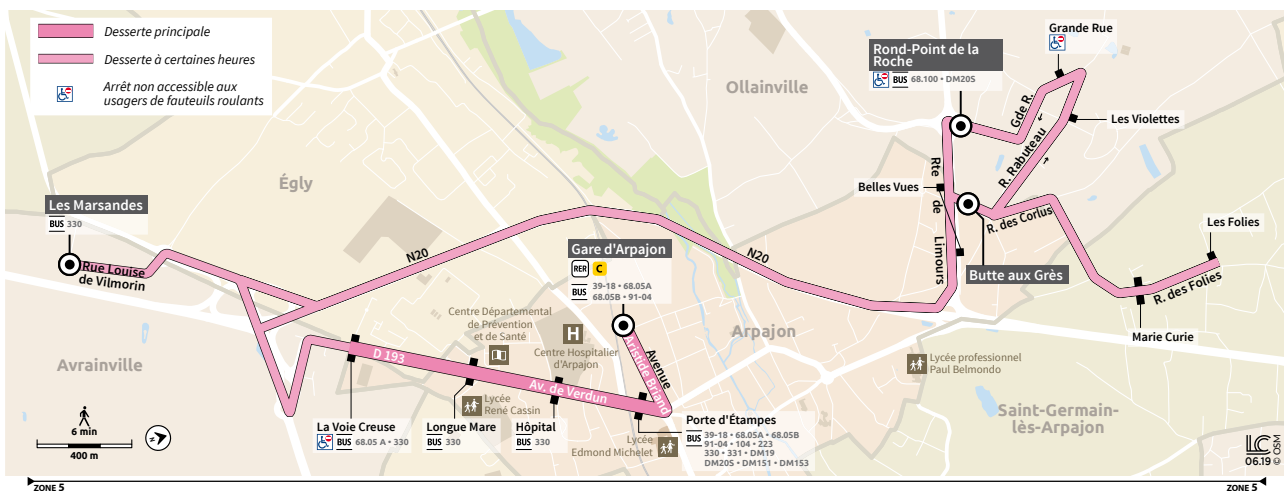 Desserte principale
Desserte à certaines heures
Arrêt non accessible aux
usagers de fauteuils roulants
Rond-Point de la
Roche
BUS 68.100 • DM20S
Grande Rue
Ollainville
Gde R.
R. Rabuteau
Les Violettes
Égly
Belles Vues
Rte de Limours
R. des Corlus
Les Folies
Les Marsandes
BUS 330
Rue Louise
de Vilmorin
N20
Gare d'Arpajon
RER C
BUS 39-18 • 68.05A
68.05B • 91-04
N20
Butte aux Grès
R. des Folies
Marie Curie
Centre Départemental
de Prévention
et de Santé
H
Centre Hospitalier
d'Arpajon
Avenue
Aristide Briand
Arpajon
Avrainville
D 193
Av. de Verdun
Lycée professionnel
Paul Belmondo
Lycée
René Cassin
Saint-Germain-
lès-Arpajon
6 min
400 m
La Voie Creuse
BUS 68.05 A • 330
Longue Mare
BUS 330
Hôpital
BUS 330
Lycée
Edmond Michelet
Porte d'Étampes
BUS 39-18 • 68.05A • 68.05B
91-04 • 104 • 223
330 • 331 • DM19
DM20S • DM151 • DM153
LC
06.19 © OSM
ZONE 5
ZONE 5